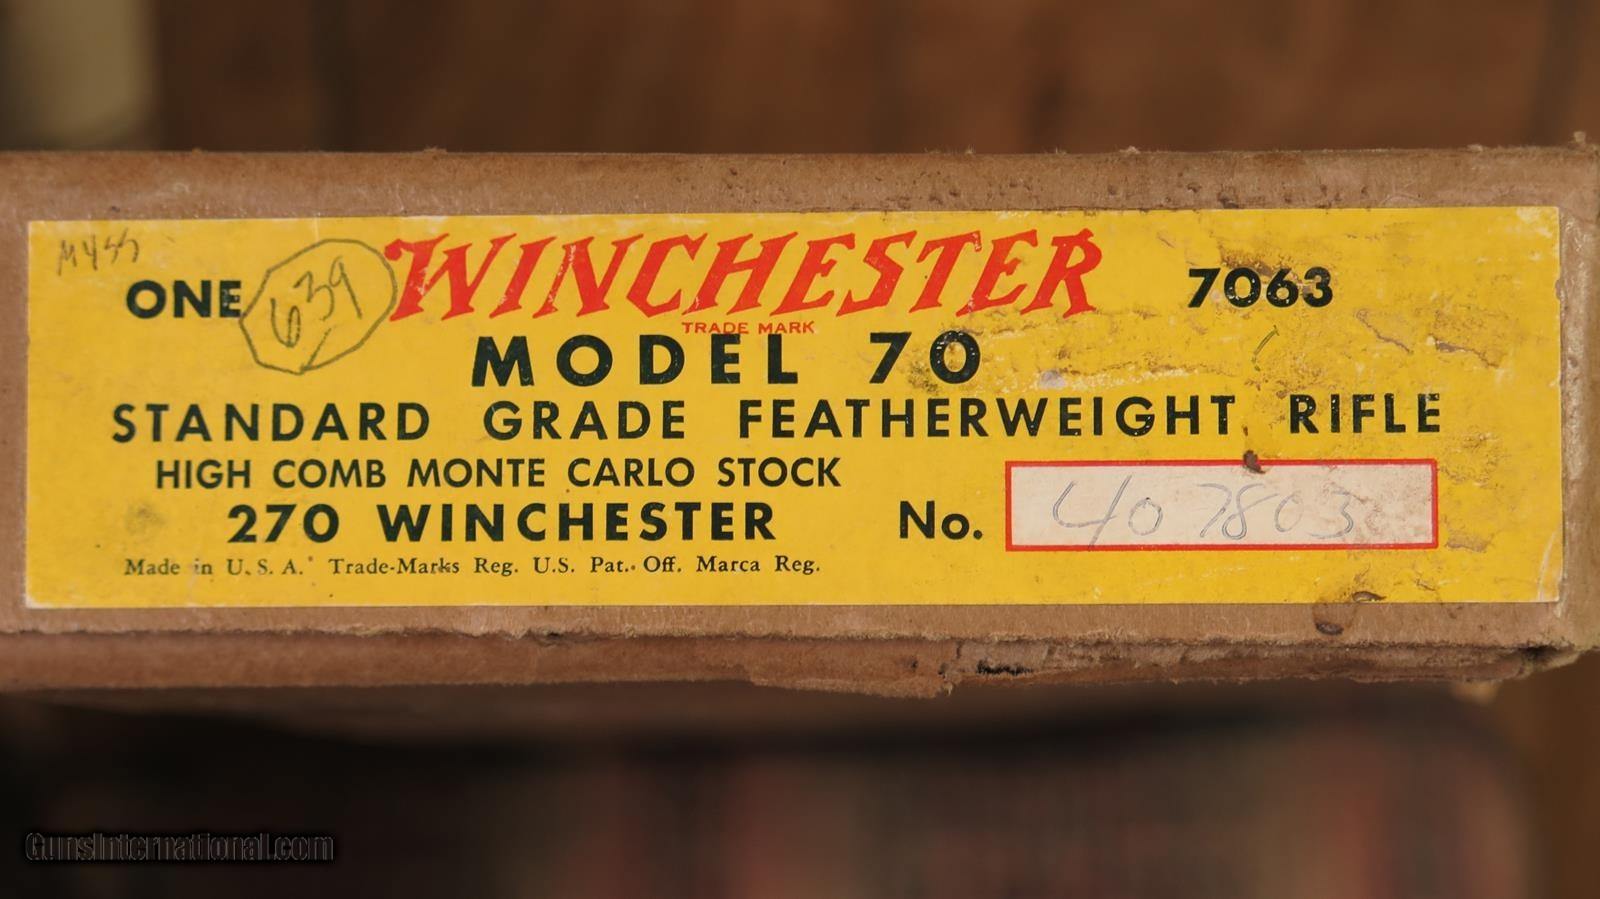 M455
ONE 639 WINCHESTER 7063
TRADE MARK
MODEL 70
STANDARD GRADE FEATHERWEIGHT RIFLE
HIGH COMB MONTE CARLO STOCK
270 WINCHESTER No. 407803
Made in U.S.A. Trade-Marks Reg. U.S. Pat. Off. Marca Reg.
GunsInternational.com